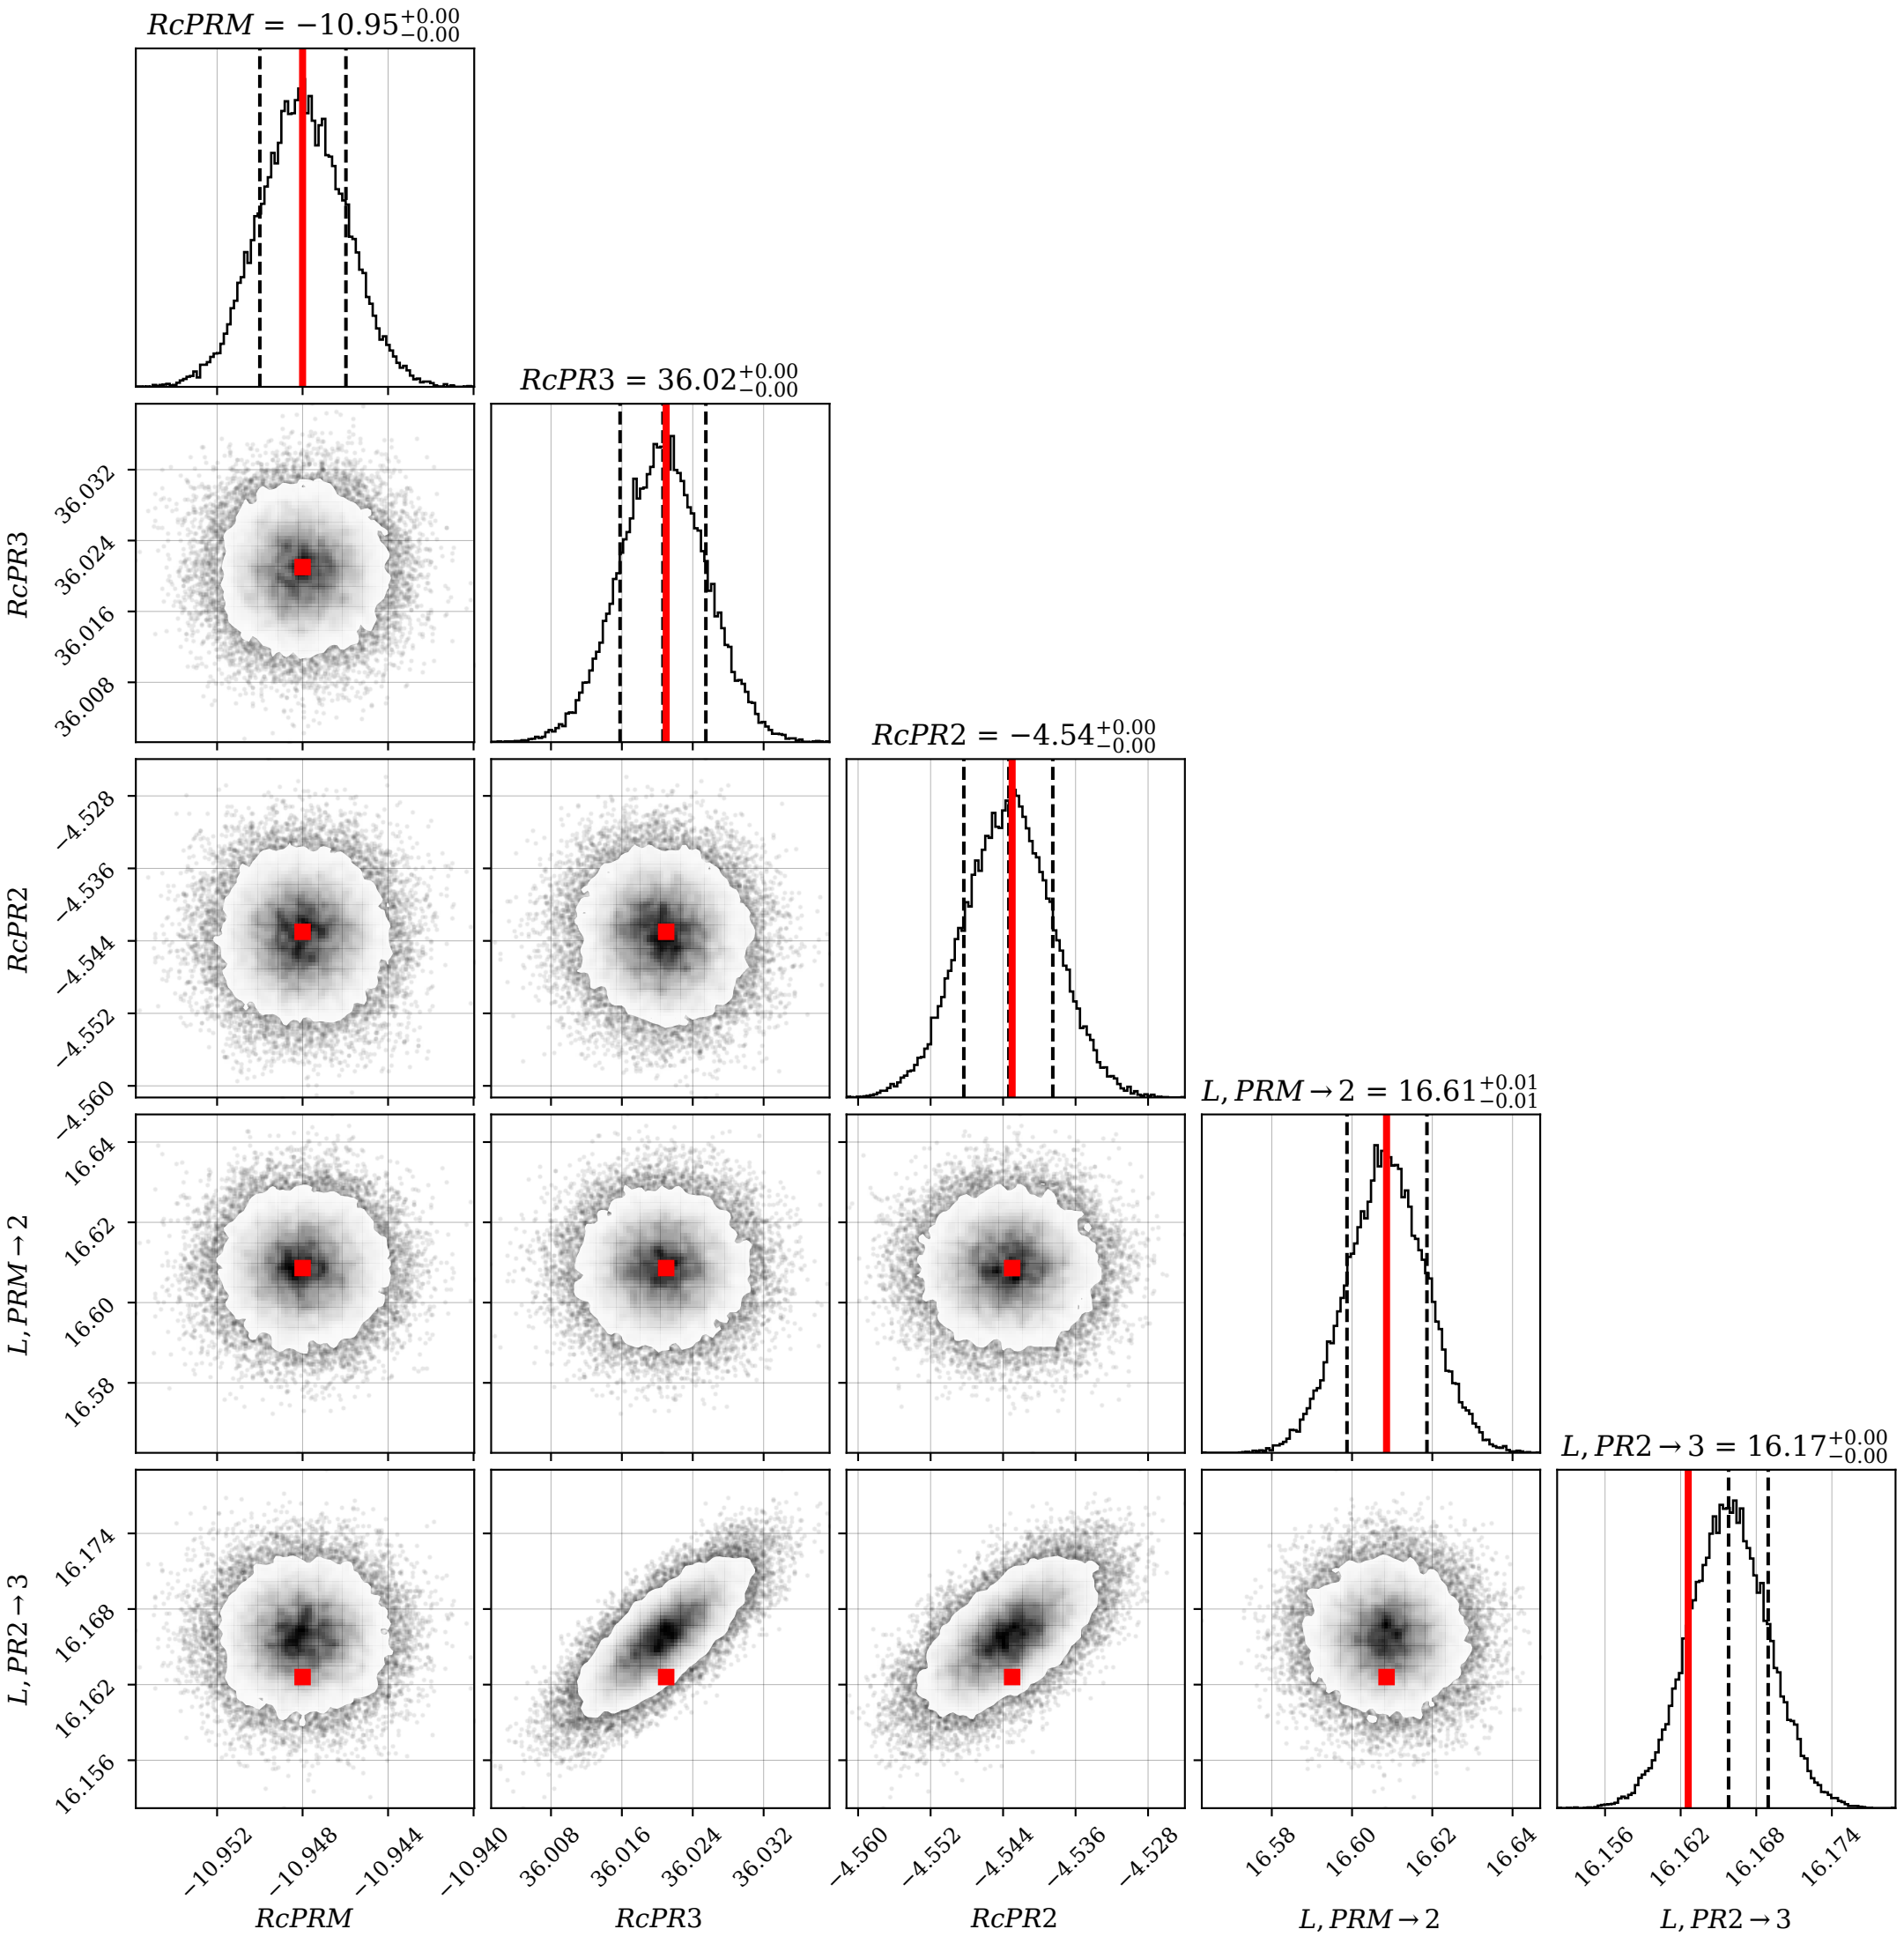 RcPRM = −10.95+0.00−0.00
RcPR3 = 36.02+0.00−0.00
36.032
36.024
36.016
36.008
RcPR3
RcPR2 = −4.54+0.00−0.00
−4.528
−4.536
−4.544
−4.552
−4.560
RcPR2
L, PRM→2 = 16.61+0.01−0.01
16.64
16.62
16.60
16.58
L, PRM→2
L, PR2→3 = 16.17+0.00−0.00
16.174
16.168
16.162
16.156
L, PR2→3
−10.952 −10.948 −10.944 −10.940 36.008 36.016 36.024 36.032 −4.560 −4.552 −4.544 −4.536 −4.528 16.58 16.60 16.62 16.64 16.156 16.162 16.168 16.174
RcPRM RcPR3 RcPR2 L, PRM→2 L, PR2→3